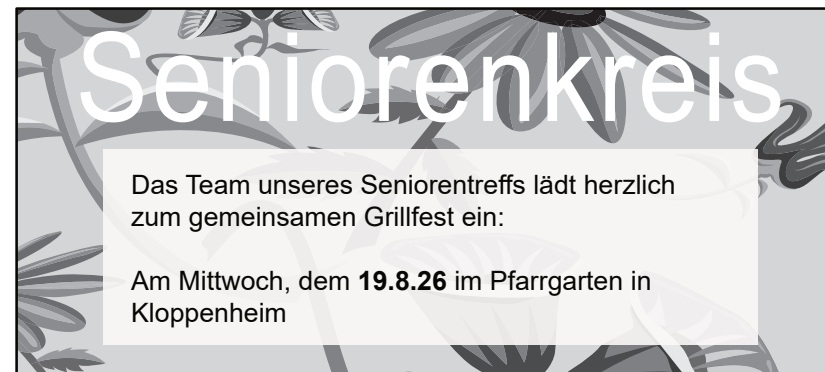 Seniorenkreis
Das Team unseres Seniorentreffs lädt herzlich
zum gemeinsamen Grillfest ein:
Am Mittwoch, dem 19.8.26 im Pfarrgarten in
Kloppenheim